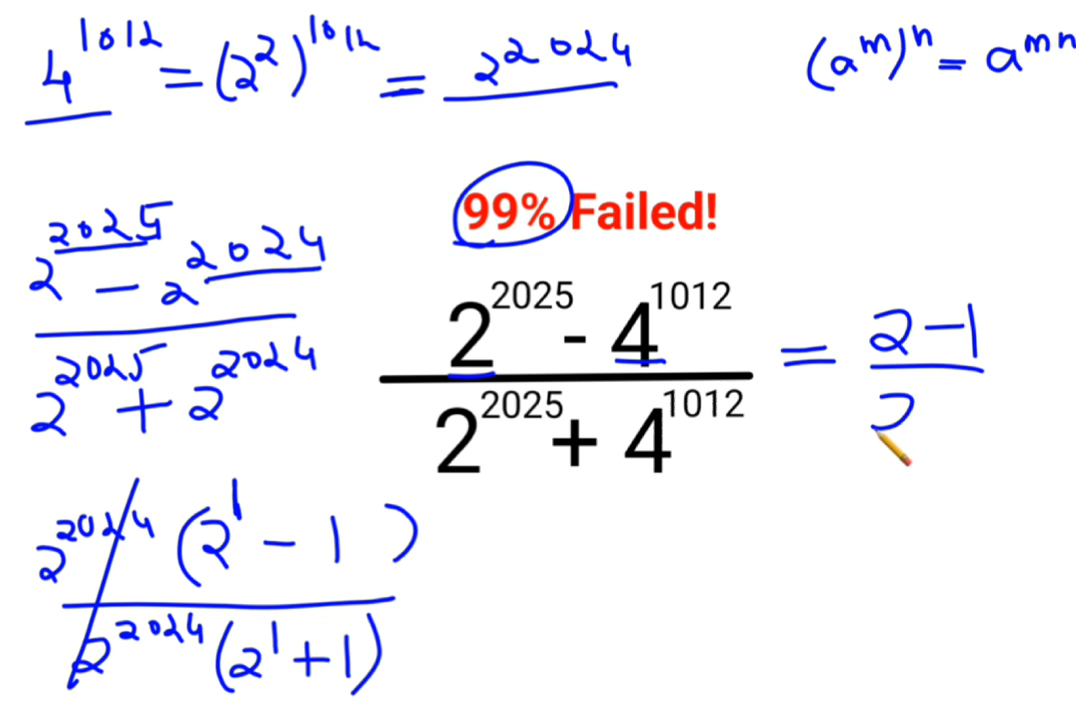 4^1012 = (2^2)^1012 = 2^2024
(a^m)^n = a^mn
99% Failed!
2^2025 - 2^2024
2^2025 + 2^2024
2^2025 - 4^1012
2^2025 + 4^1012
= 2-1
2
2^2024 (2^1 - 1)
2^2024 (2^1 + 1)